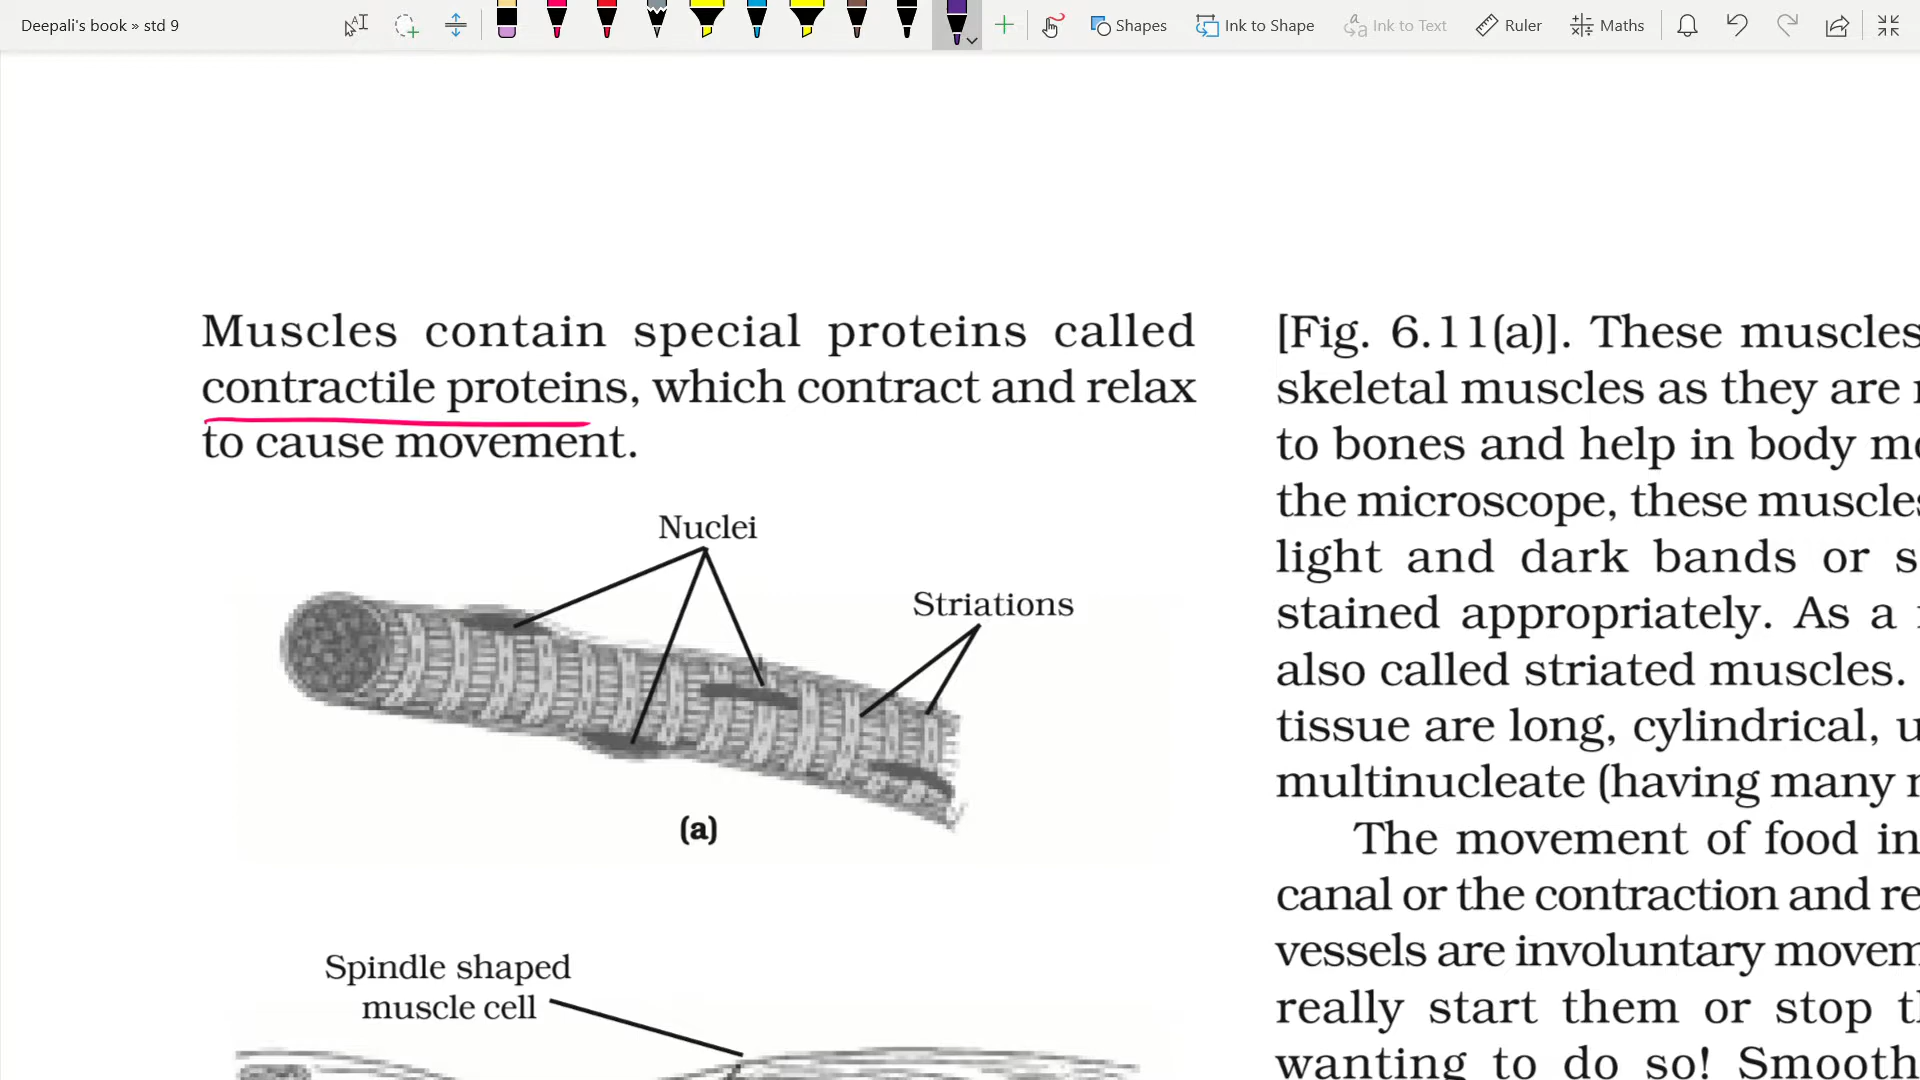 Deepali's book » std 9
Shapes
Ink to Shape
Ink to Text
Ruler
Maths
Muscles contain special proteins called
contractile proteins, which contract and relax
to cause movement.
Nuclei
Striations
(a)
Spindle shaped
muscle cell
[Fig. 6.11(a)]. These muscles
skeletal muscles as they are
to bones and help in body
the microscope, these muscles
light and dark bands or
stained appropriately. As a
also called striated muscles.
tissue are long, cylindrical,
multinucleate (having many
The movement of food in
canal or the contraction and
vessels are involuntary
really start them or stop
wanting to do so! Smooth